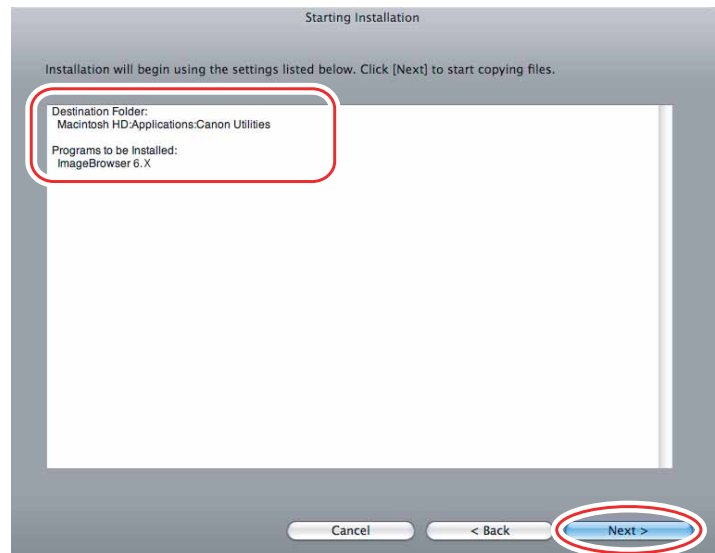 Starting Installation
Installation will begin using the settings listed below. Click [Next] to start copying files.
Destination Folder:
Macintosh HD:Applications:Canon Utilities
Programs to be Installed:
ImageBrowser 6.X
Cancel
< Back
Next >